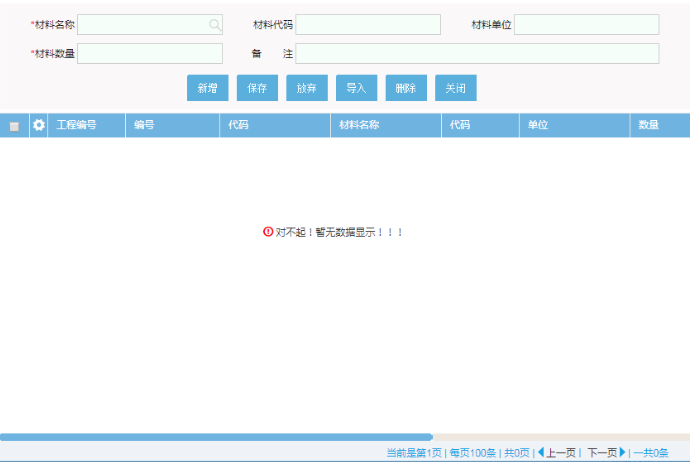 *材料名称 材料代码 材料单位
*材料数量 备 注
新增 保存 放弃 导入 删除 关闭
工程编号 编号 代码 材料名称 代码 单位 数量
对不起！暂无数据显示！！！
当前是第1页 | 每页100条 | 共0页 | 上一页 | 下一页 | 一共0条